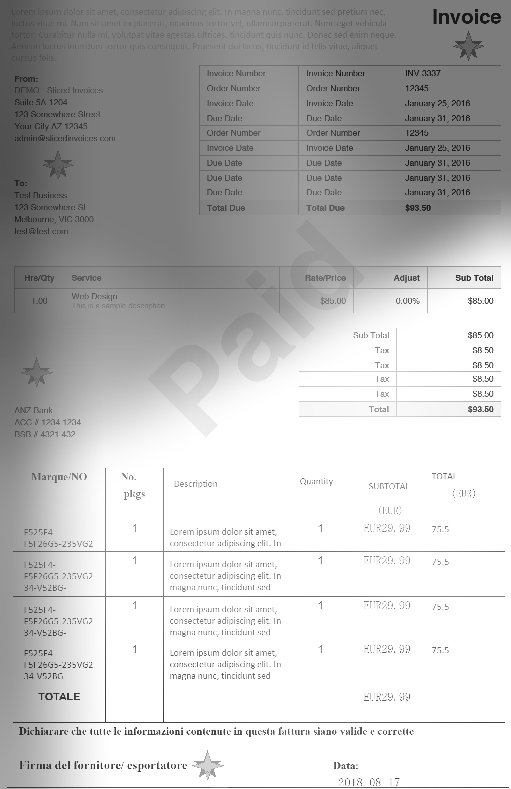 Lorem ipsum dolor sit amet, consectetur adipiscing elit. In magna nunc, tincidunt sed pretium nec,
Invoice
luctus vitae mi. Nam sit amet ex pharetra, maximus tortor vel, ullamcorper erat. Nunc eget vehicula
tortor. Curabitur nulla mi, volutpat vitae egestas ultrices, tincidunt quis nunc. Donec sed enim neque.
Aenean luctus interdum tortor quis consequat. Praesent dui lacus, tincidunt id felis vitae, aliquet
cursus felis.
From:
DEMO - Sliced Invoices
Suite 5A-1204
123 Somewhere Street
Your City AZ 12345
admin@slicedinvoices.com
Invoice Number Invoice Number INV-3337
Order Number Order Number 12345
Invoice Date Invoice Date January 25, 2016
Due Date Due Date January 31, 2016
Order Number Order Number 12345
Invoice Date Invoice Date January 25, 2016
Due Date Due Date January 31, 2016
Due Date Due Date January 31, 2016
Due Date Due Date January 31, 2016
Total Due Total Due $93.50
To:
Test Business
123 Somewhere St
Melbourne, VIC 3000
test@test.com
Hrs/Qty Service Rate/Price Adjust Sub Total
1.00 Web Design $85.00 0.00% $85.00
This is a sample description
Paid
Sub Total $85.00
Tax $8.50
Tax $8.50
Tax $8.50
Tax $8.50
Total $93.50
ANZ Bank
ACC # 1234 1234
BSB # 4321 432
Marque/NO No. pkgs Description Quantity SUBTOTAL (EUR) TOTAL (EUR)
F525F4- 1 Lorem ipsum dolor sit amet, 1 EUR29.99 75.5
F5F26G5-235VG2 consectetur adipiscing elit. In
F525F4- 1 Lorem ipsum dolor sit amet, 1 EUR29.99 75.5
F5F26G5-235VG2 consectetur adipiscing elit. In
34-V52BG- magna nunc, tincidunt sed
F525F4- 1 Lorem ipsum dolor sit amet, 1 EUR29.99 75.5
F5F26G5-235VG2 consectetur adipiscing elit. In
34-V52BG- magna nunc, tincidunt sed
F525F4- 1 Lorem ipsum dolor sit amet, 1 EUR29.99 75.5
F5F26G5-235VG2 consectetur adipiscing elit. In
34-V52BG- magna nunc, tincidunt sed
TOTALE EUR29.99
Dichiarare che tutte le informazioni contenute in questa fattura siano valide e corrette
Firma del fornitore/ esportatore Data:
2018-08-17